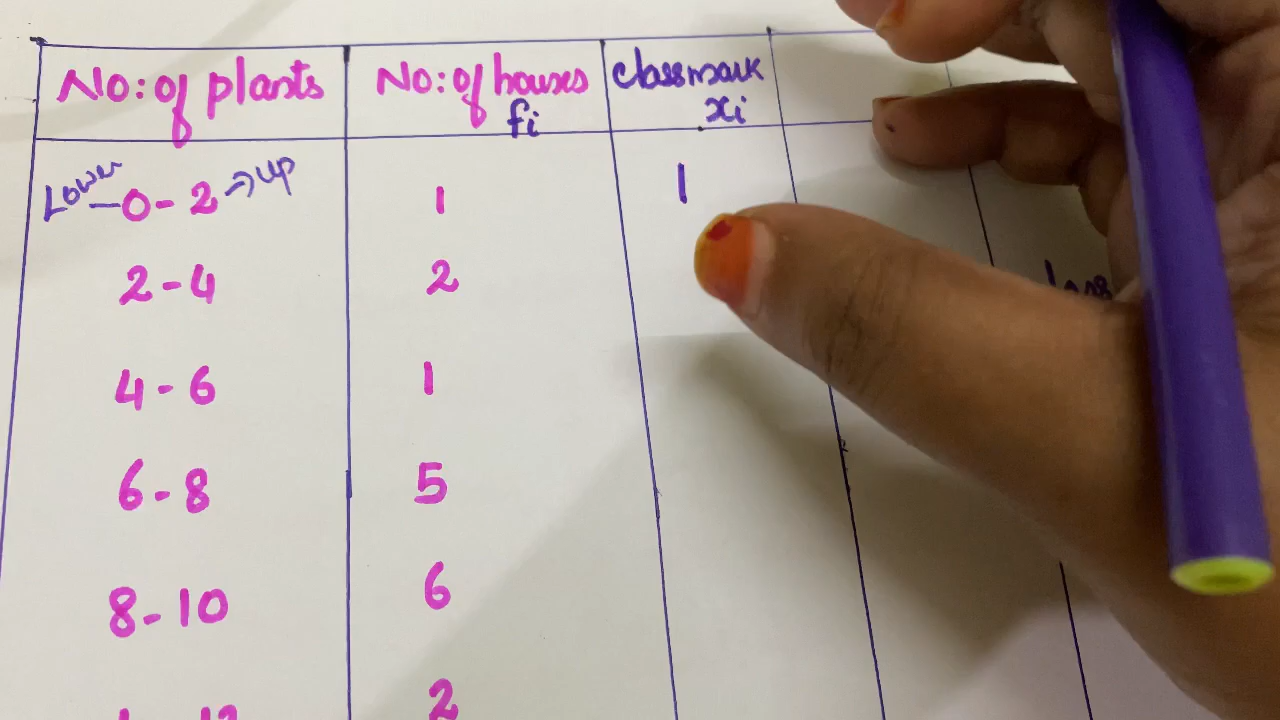 No: of plants No: of houses fi classmark xi
Lower 0 - 2 → up 1 1
2 - 4 2
4 - 6 1
6 - 8 5
8 - 10 6
2